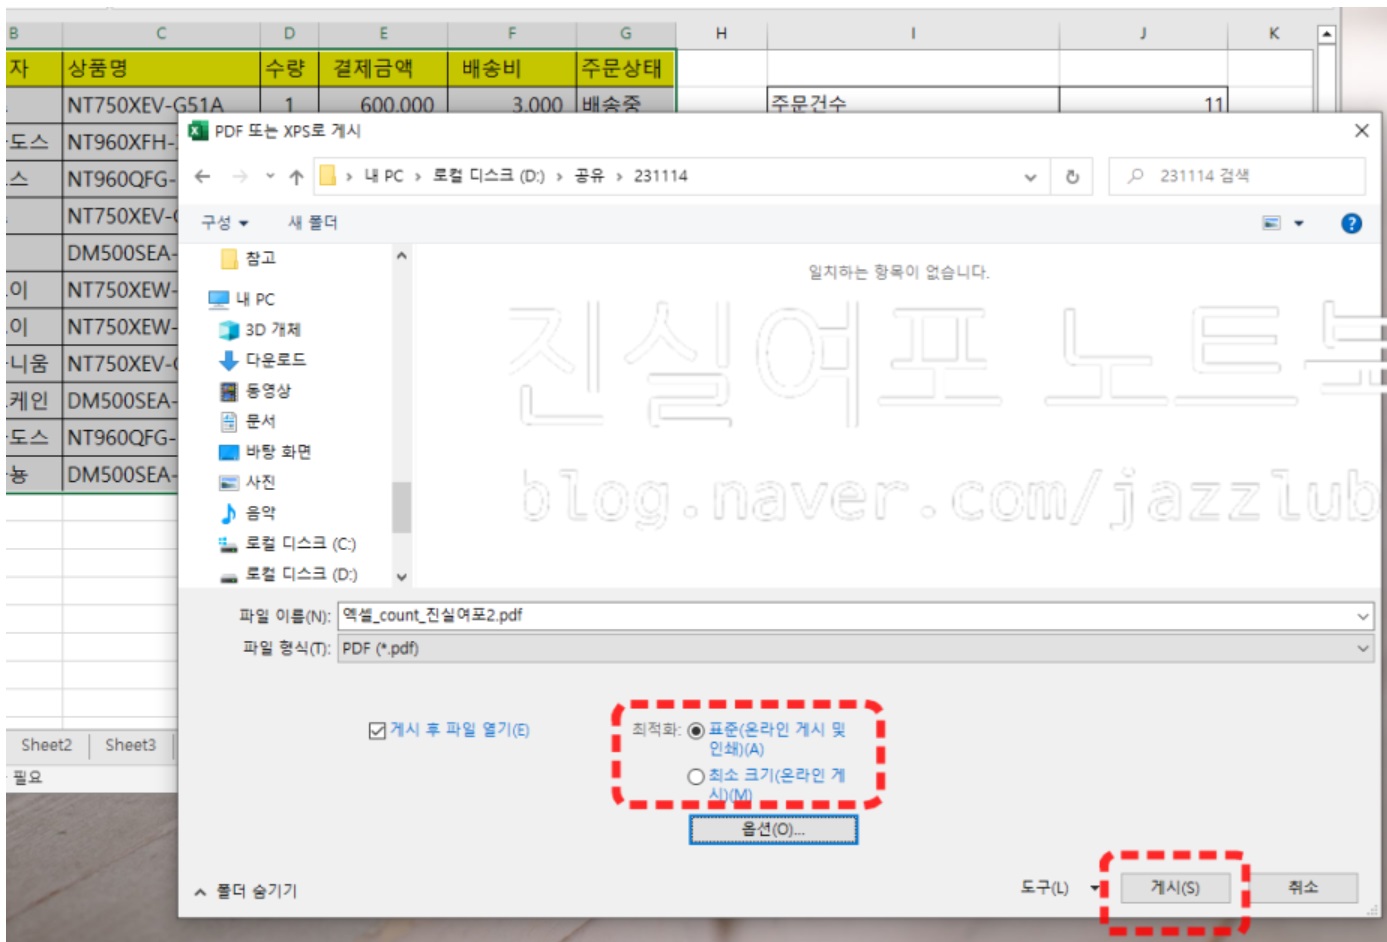 B C D E F G H I J K
자 상품명 수량 결제금액 배송비 주문상태
NT750XEV-G51A 1 600,000 3,000 배송중 주문건수 11
도스 NT960XFH-
스 NT960QFG-
NT750XEV-
DM500SEA-
이 NT750XEW-
이 NT750XEW-
니움 NT750XEV-
케인 DM500SEA-
도스 NT960QFG-
뇽 DM500SEA-
Sheet2 Sheet3
필요
PDF 또는 XPS로 게시
내 PC › 로컬 디스크 (D:) › 공유 › 231114
231114 검색
구성 새 폴더
참고
내 PC
3D 개체
다운로드
동영상
문서
바탕 화면
사진
음악
로컬 디스크 (C:)
로컬 디스크 (D:)
일치하는 항목이 없습니다.
진실여포 노트북
blog.naver.com/jazzlub
파일 이름(N): 엑셀_count_진실여포2.pdf
파일 형식(T): PDF (*.pdf)
게시 후 파일 열기(E)
최적화: 표준(온라인 게시 및
인쇄)(A)
최소 크기(온라인 게
시)(M)
옵션(O)...
폴더 숨기기
도구(L) 게시(S) 취소